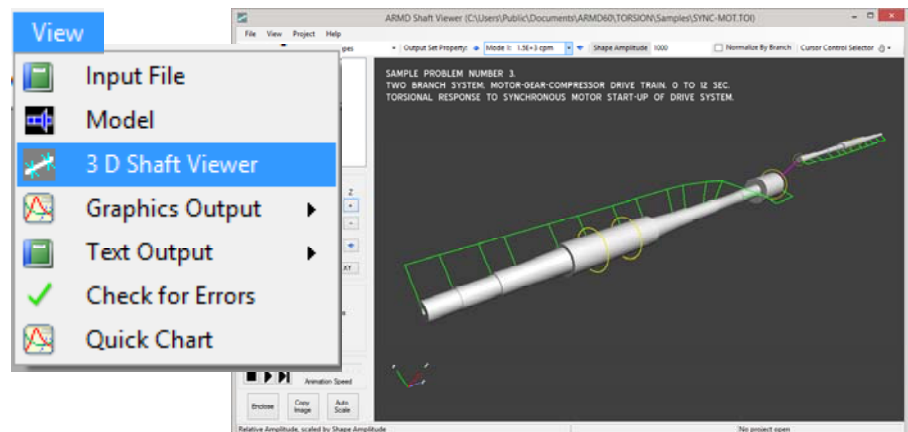 View
Input File
Model
3 D Shaft Viewer
Graphics Output
Text Output
Check for Errors
Quick Chart
ARMD Shaft Viewer (C:\Users\Public\Documents\ARMD60\TORSION\Samples\SYNC-MOT.TOI)
File View Project Help
Output Set Property: Mode 1: 1.5E+3 cpm Shape Amplitude 1000 Normalize By Branch Cursor Control Selector
SAMPLE PROBLEM NUMBER 3.
TWO BRANCH SYSTEM, MOTOR-GEAR-COMPRESSOR DRIVE TRAIN. 0 TO 12 SEC.
TORSIONAL RESPONSE TO SYNCHRONOUS MOTOR START-UP OF DRIVE SYSTEM.
Z
XY
Animation Speed
Enclose Copy Image Auto Scale
Relative Amplitude, scaled by Shape Amplitude No project open